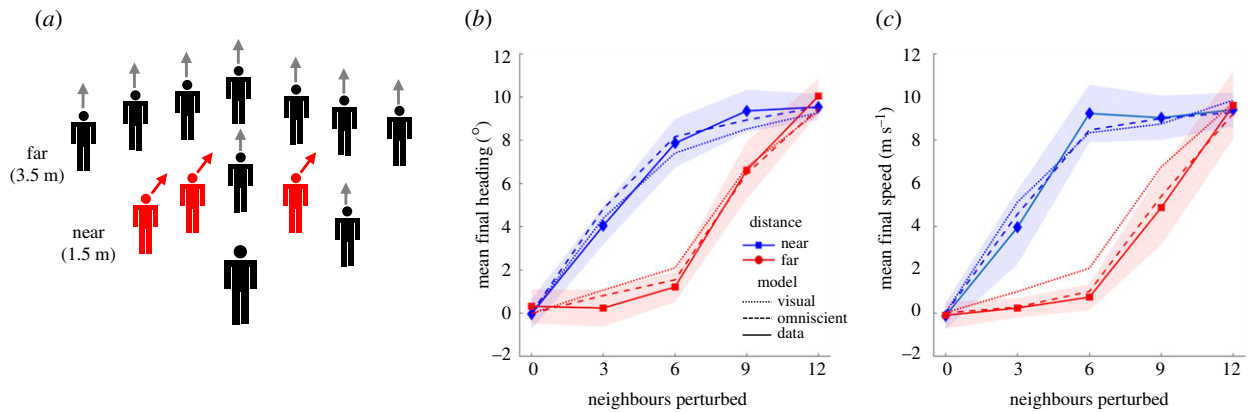 (a)
far
(3.5 m)
near
(1.5 m)
(b)
mean final heading (°)
10
8
6
4
2
0
−2
0 3 6 9 12
neighbours perturbed
distance
near
far
model
visual
omniscient
data
(c)
mean final speed (m s⁻¹)
10
8
6
4
2
0
−2
0 3 6 9 12
neighbours perturbed